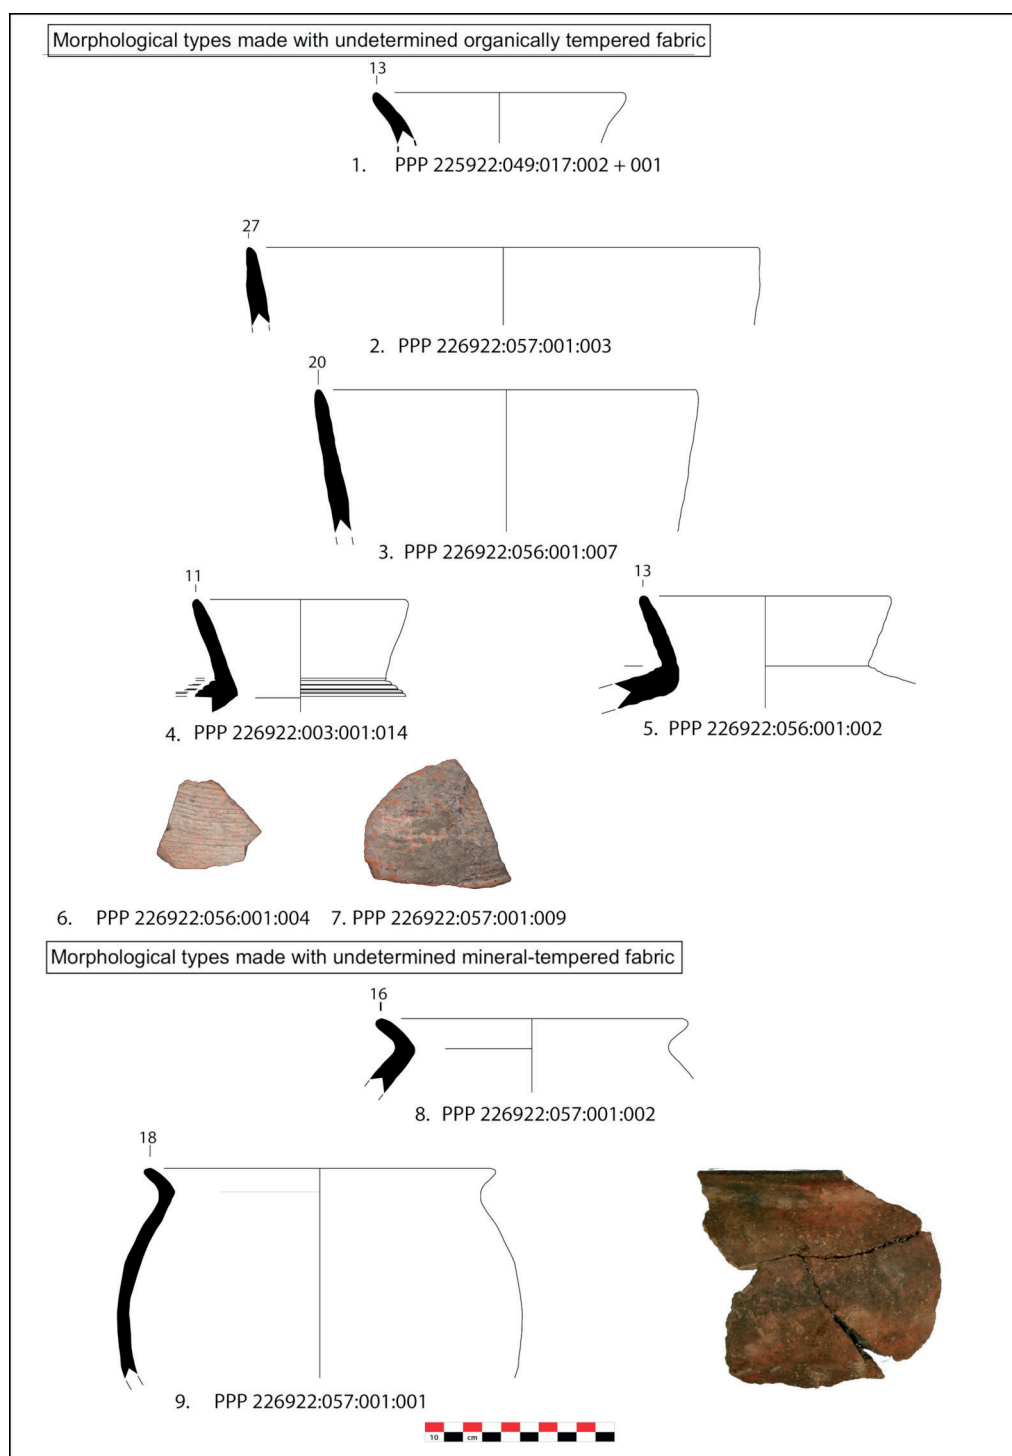 Morphological types made with undetermined organically tempered fabric
13
1. PPP 225922:049:017:002 + 001
27
2. PPP 226922:057:001:003
20
3. PPP 226922:056:001:007
11
4. PPP 226922:003:001:014
13
5. PPP 226922:056:001:002
6. PPP 226922:056:001:004
7. PPP 226922:057:001:009
Morphological types made with undetermined mineral-tempered fabric
16
8. PPP 226922:057:001:002
18
9. PPP 226922:057:001:001
10 cm